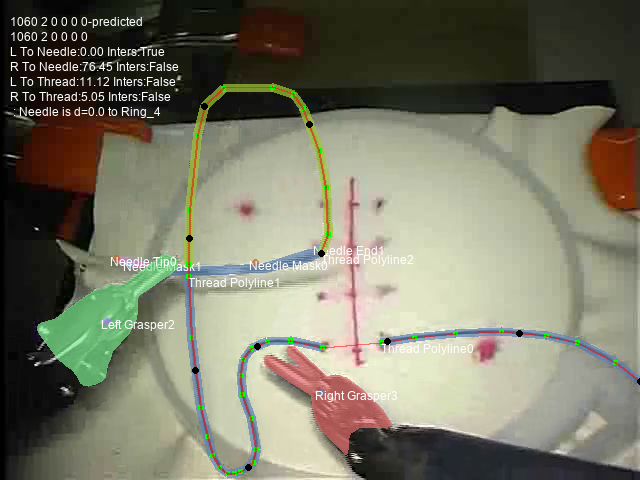 1060 2 0 0 0 0-predicted
1060 2 0 0 0 0
L To Needle:0.00 Inters:True
R To Needle:76.45 Inters:False
L To Thread:11.12 Inters:False
R To Thread:5.05 Inters:False
Needle is d=0.0 to Ring_4
Needle End1
Thread Polyline2
Needle Tip0
Needle Mask1
Needle Mask0
Thread Polyline1
Left Grasper2
Thread Polyline0
Right Grasper3